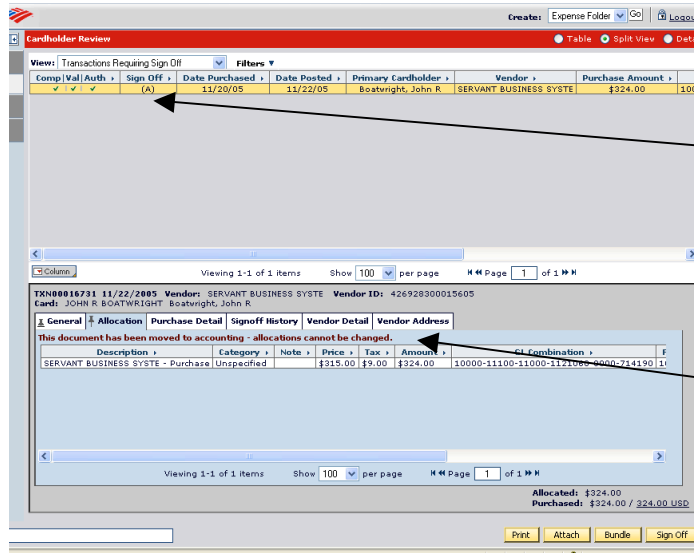 Create: Expense Folder Go Logou
Cardholder Review Table Split View Deta
View: Transactions Requiring Sign Off Filters
Comp|Val|Auth Sign Off Date Purchased Date Posted Primary Cardholder Vendor Purchase Amount
(A) 11/20/05 11/22/05 Boatwright, John R SERVANT BUSINESS SYSTE $324.00 100
Column Viewing 1-1 of 1 items Show 100 per page Page 1 of 1
TXN00016731 11/22/2005 Vendor: SERVANT BUSINESS SYSTE Vendor ID: 426928300015605
Card: JOHN R BOATWRIGHT Boatwright, John R
General Allocation Purchase Detail Signoff History Vendor Detail Vendor Address
This document has been moved to accounting - allocations cannot be changed.
Description Category Note Price Tax Amount GL Combination F
SERVANT BUSINESS SYSTE - Purchase Unspecified $315.00 $9.00 $324.00
Viewing 1-1 of 1 items Show 100 per page Page 1 of 1
Allocated: $324.00
Purchased: $324.00 / 324.00 USD
Print Attach Bundle Sign Off